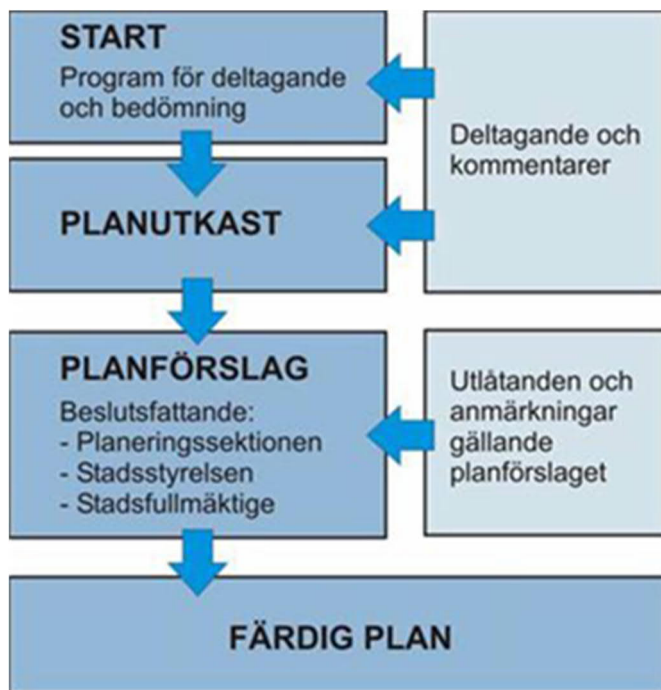 START
Program för deltagande
och bedömning
Deltagande och
kommentarer
PLANUTKAST
PLANFÖRSLAG
Beslutsfattande:
- Planeringssektionen
- Stadsstyrelsen
- Stadsfullmäktige
Utlåtanden och
anmärkningar
gällande
planförslaget
FÄRDIG PLAN